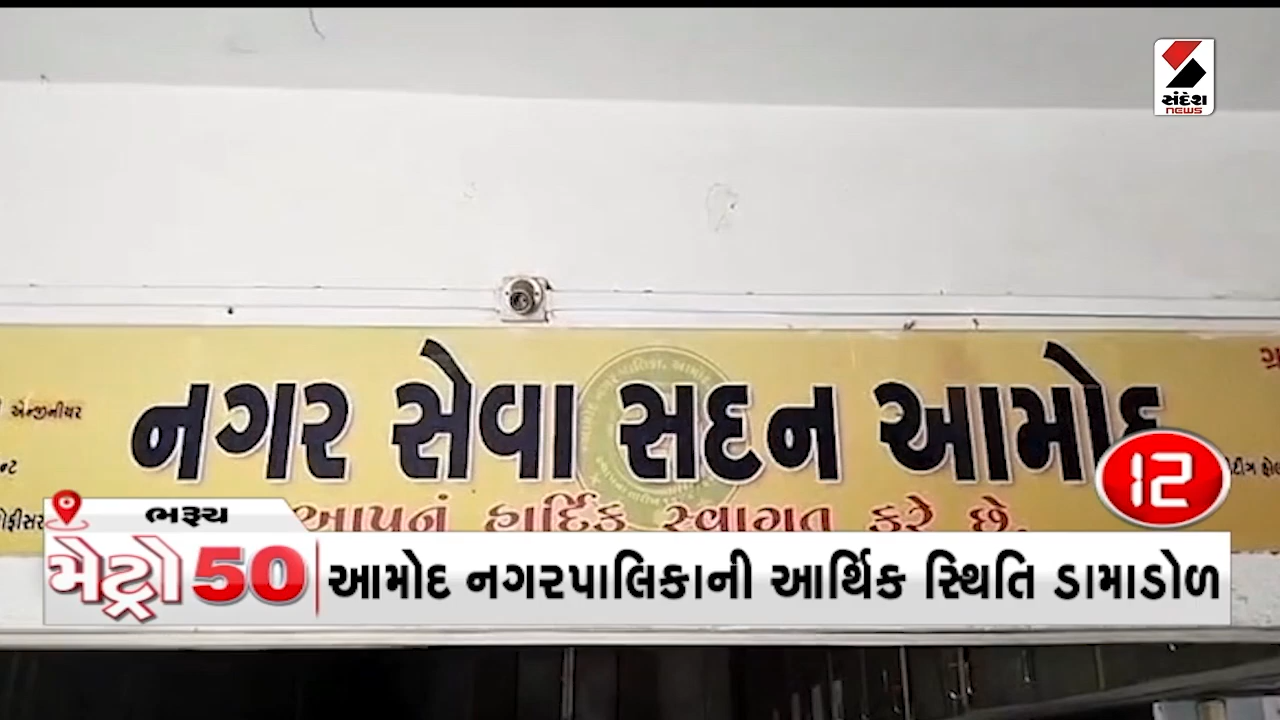 સંદેશ
NEWS
એન્જીનીયર
નગર સેવા સદન આમોદ
12
આપનું હાર્દિક સ્વાગત કરે છે.
ભરૂચ
મેટ્રો 50
આમોદ નગરપાલિકાની આર્થિક સ્થિતિ ડામાડોળ